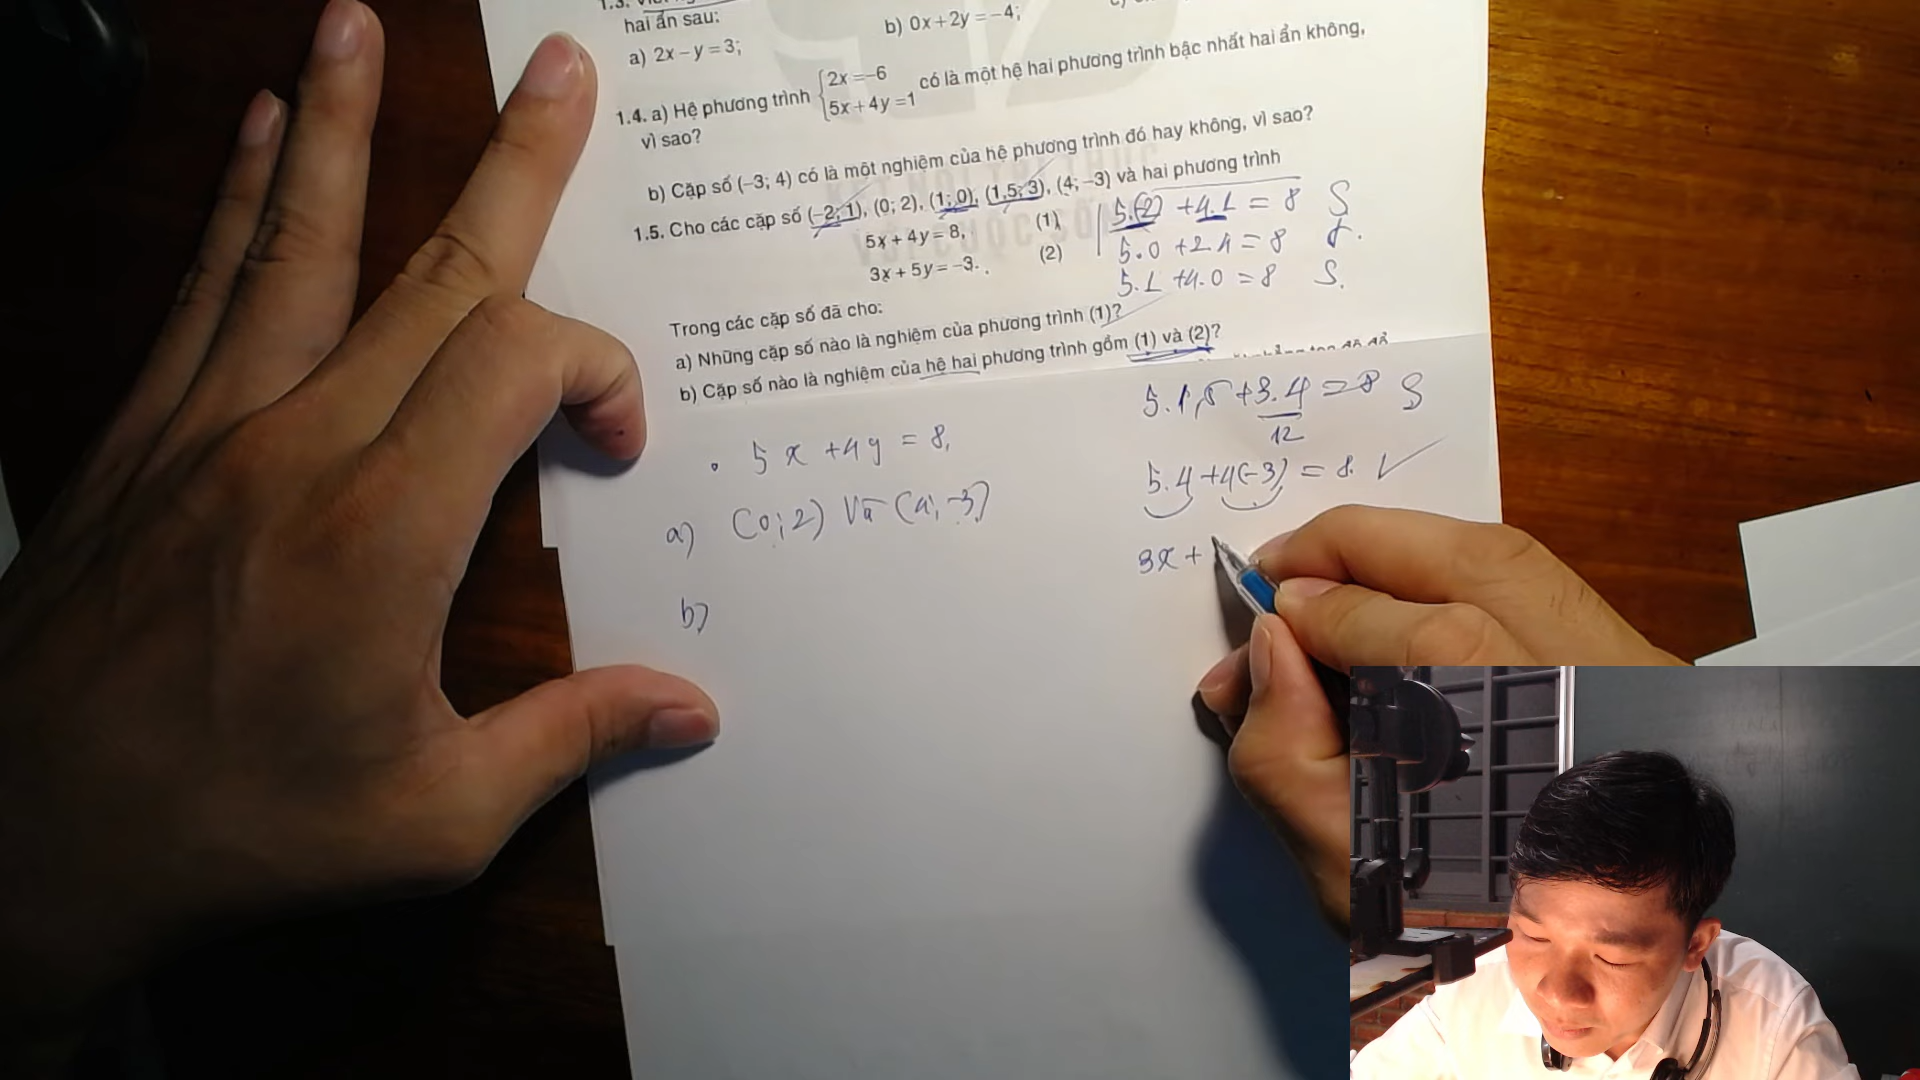 hai ẩn sau:
a) 2x – y = 3;
b) 0x + 2y = –4;
1.4. a) Hệ phương trình {2x = –6
5x + 4y = 1 có là một hệ hai phương trình bậc nhất hai ẩn không,
vì sao?
b) Cặp số (–3; 4) có là một nghiệm của hệ phương trình đó hay không, vì sao?
1.5. Cho các cặp số (–2; 1), (0; 2), (1; 0), (1,5; 3), (4; –3) và hai phương trình
5x + 4y = 8, (1)
3x + 5y = –3. (2)
5.(2) + 4.1 = 8 S
5.0 + 2.4 = 8 đ.
5.1 + 4.0 = 8 S.
Trong các cặp số đã cho:
a) Những cặp số nào là nghiệm của phương trình (1)?
b) Cặp số nào là nghiệm của hệ hai phương trình gồm (1) và (2)?
5.1,5 + 3.4 = 8 S
12
5x + 4y = 8,
5.4 + 4(-3) = 8. ✓
a) (0; 2) Và (4; -3)
3x +
b)